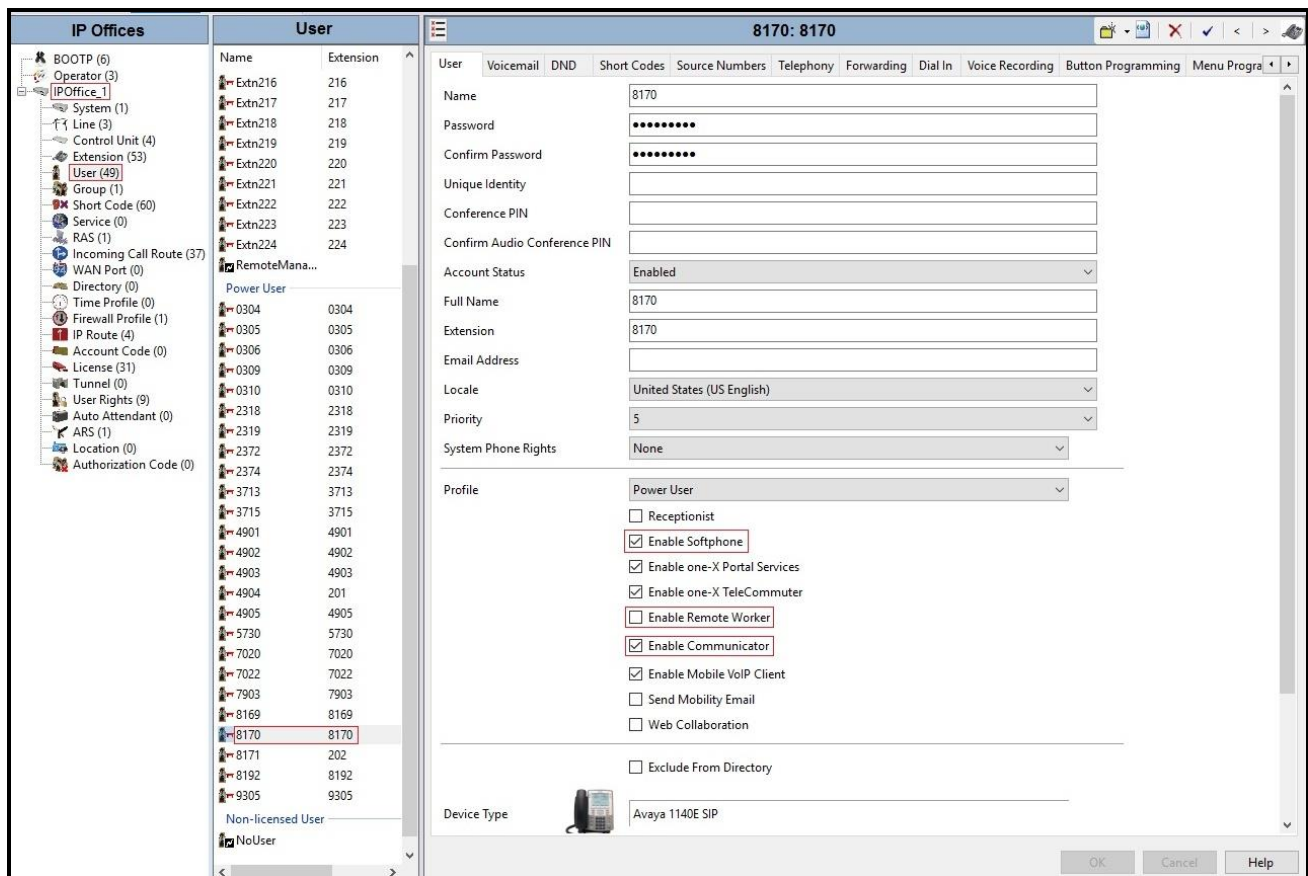 IP Offices
BOOTP (6)
Operator (3)
IPOffice_1
System (1)
Line (3)
Control Unit (4)
Extension (53)
User (49)
Group (1)
Short Code (60)
Service (0)
RAS (1)
Incoming Call Route (37)
WAN Port (0)
Directory (0)
Time Profile (0)
Firewall Profile (1)
IP Route (4)
Account Code (0)
License (31)
Tunnel (0)
User Rights (9)
Auto Attendant (0)
ARS (1)
Location (0)
Authorization Code (0)
User
Name Extension
Extn216 216
Extn217 217
Extn218 218
Extn219 219
Extn220 220
Extn221 221
Extn222 222
Extn223 223
Extn224 224
RemoteMana...
Power User
0304 0304
0305 0305
0306 0306
0309 0309
0310 0310
2318 2318
2319 2319
2372 2372
2374 2374
3713 3713
3715 3715
4901 4901
4902 4902
4903 4903
4904 201
4905 4905
5730 5730
7020 7020
7022 7022
7903 7903
8169 8169
8170 8170
8171 202
8192 8192
9305 9305
Non-licensed User
NoUser
8170: 8170
User Voicemail DND Short Codes Source Numbers Telephony Forwarding Dial In Voice Recording Button Programming Menu Progra
Name 8170
Password •••••••••
Confirm Password •••••••••
Unique Identity
Conference PIN
Confirm Audio Conference PIN
Account Status Enabled
Full Name 8170
Extension 8170
Email Address
Locale United States (US English)
Priority 5
System Phone Rights None
Profile Power User
Receptionist
Enable Softphone
Enable one-X Portal Services
Enable one-X TeleCommuter
Enable Remote Worker
Enable Communicator
Enable Mobile VoIP Client
Send Mobility Email
Web Collaboration
Exclude From Directory
Device Type Avaya 1140E SIP
OK Cancel Help